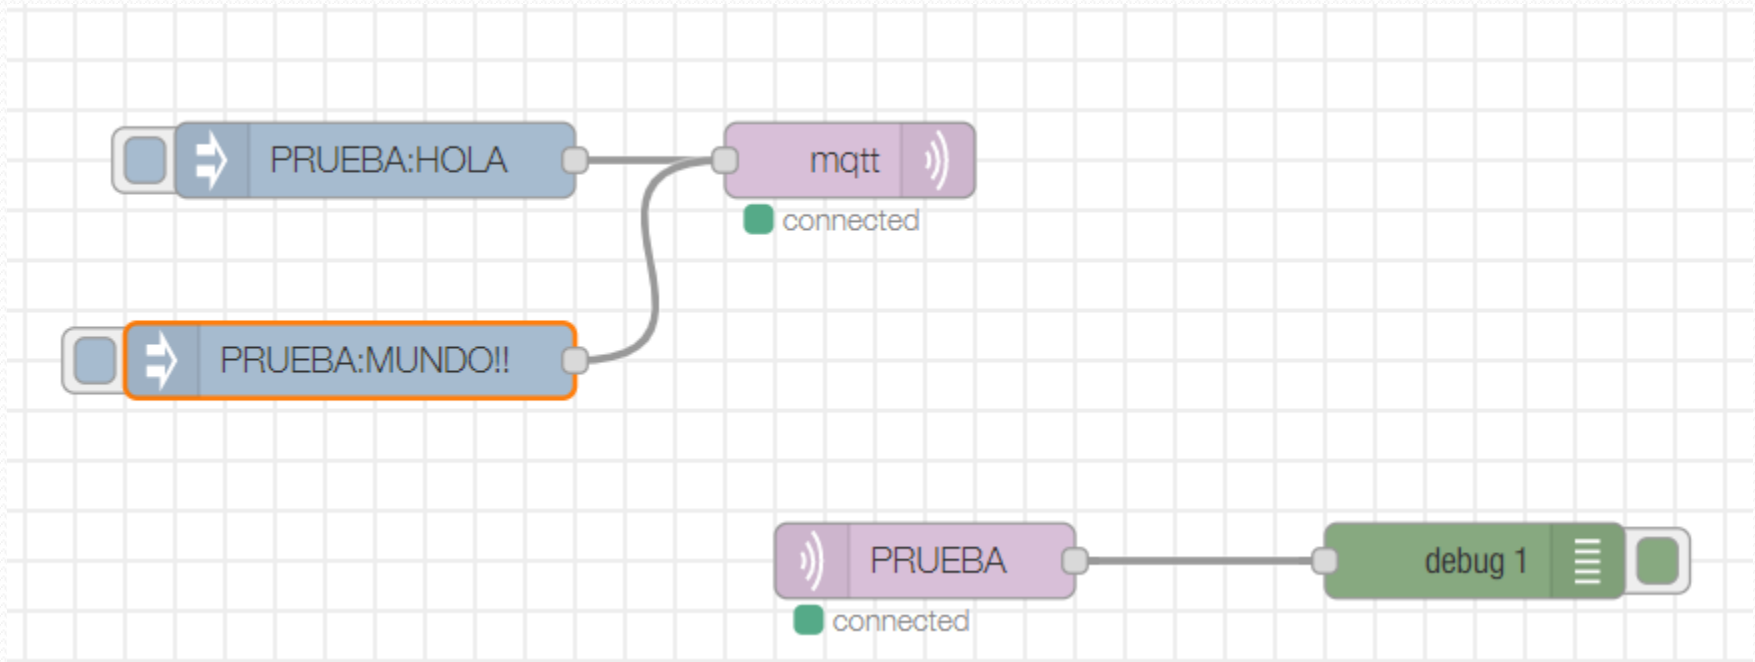 PRUEBA:HOLA
mqtt
connected
PRUEBA:MUNDO!!
PRUEBA
debug 1
connected